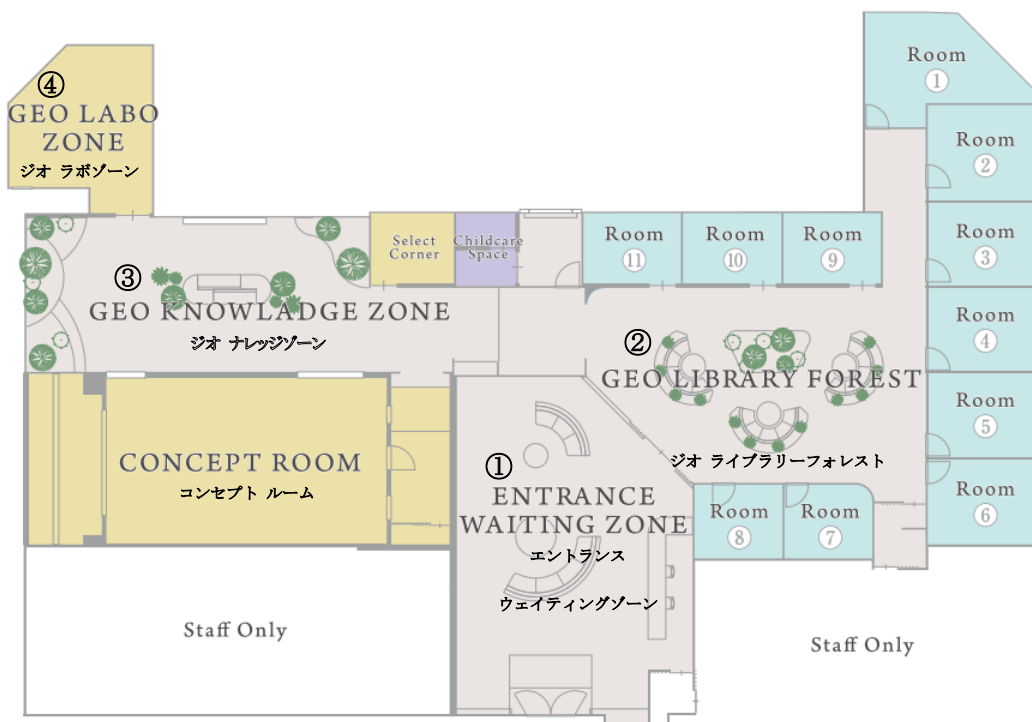 ④
GEO LABO
ZONE
ジオ ラボゾーン
Room
①
Room
②
Room
③
Room
④
Room
⑤
Room
⑥
Select
Corner
Childcare
Space
Room
⑪
Room
⑩
Room
⑨
③
GEO KNOWLADGE ZONE
ジオ ナレッジゾーン
②
GEO LIBRARY FOREST
ジオ ライブラリーフォレスト
CONCEPT ROOM
コンセプト ルーム
①
ENTRANCE
WAITING ZONE
エントランス
ウェイティングゾーン
Room
⑧
Room
⑦
Staff Only
Staff Only